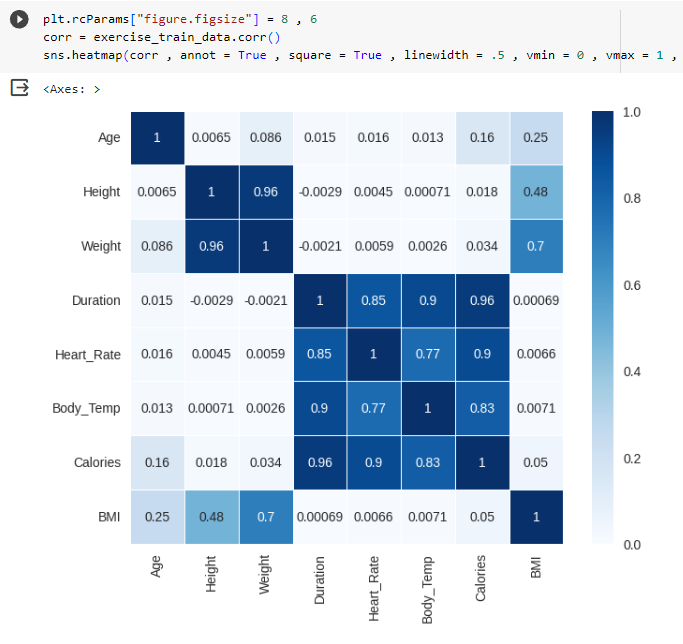 plt.rcParams["figure.figsize"] = 8 , 6
corr = exercise_train_data.corr()
sns.heatmap(corr , annot = True , square = True , linewidth = .5 , vmin = 0 , vmax = 1 ,
<Axes: >
Age 1 0.0065 0.086 0.015 0.016 0.013 0.16 0.25
Height 0.0065 1 0.96 -0.0029 0.0045 0.00071 0.018 0.48
Weight 0.086 0.96 1 -0.0021 0.0059 0.0026 0.034 0.7
Duration 0.015 -0.0029 -0.0021 1 0.85 0.9 0.96 0.00069
Heart_Rate 0.016 0.0045 0.0059 0.85 1 0.77 0.9 0.0066
Body_Temp 0.013 0.00071 0.0026 0.9 0.77 1 0.83 0.0071
Calories 0.16 0.018 0.034 0.96 0.9 0.83 1 0.05
BMI 0.25 0.48 0.7 0.00069 0.0066 0.0071 0.05 1
Age Height Weight Duration Heart_Rate Body_Temp Calories BMI
1.0
0.8
0.6
0.4
0.2
0.0